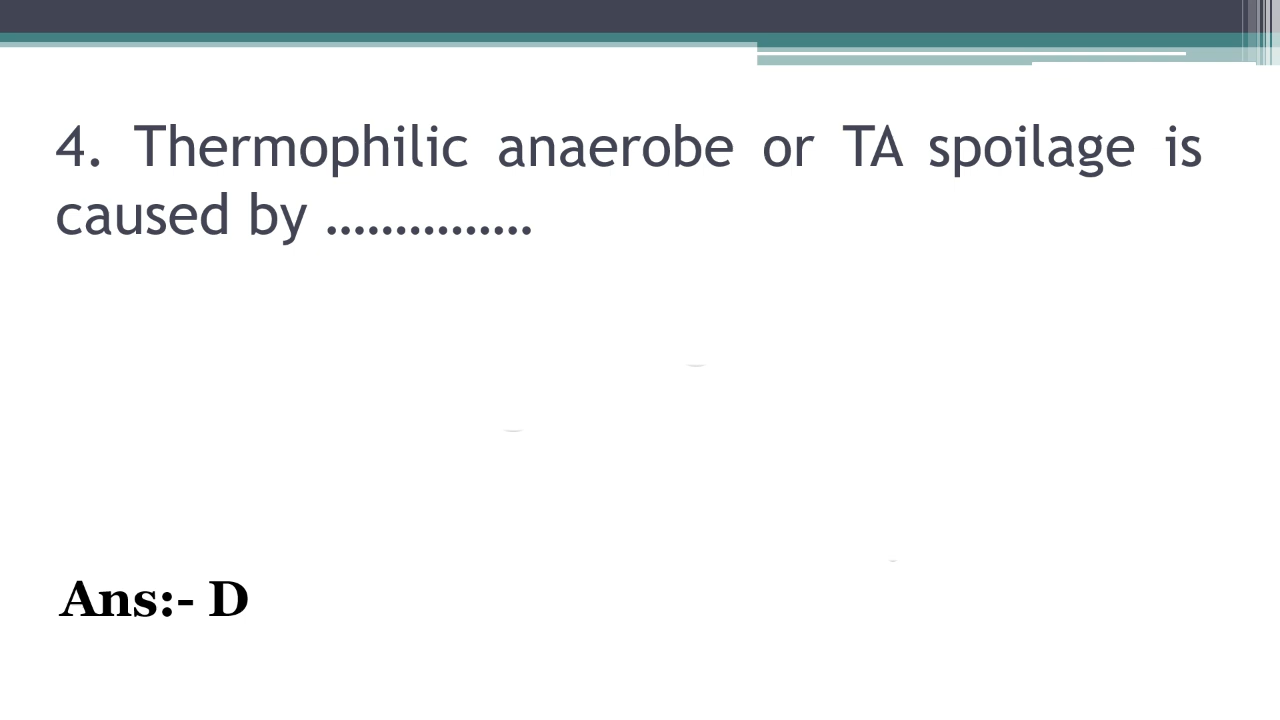 4. Thermophilic anaerobe or TA spoilage is
caused by ……………
Ans:- D